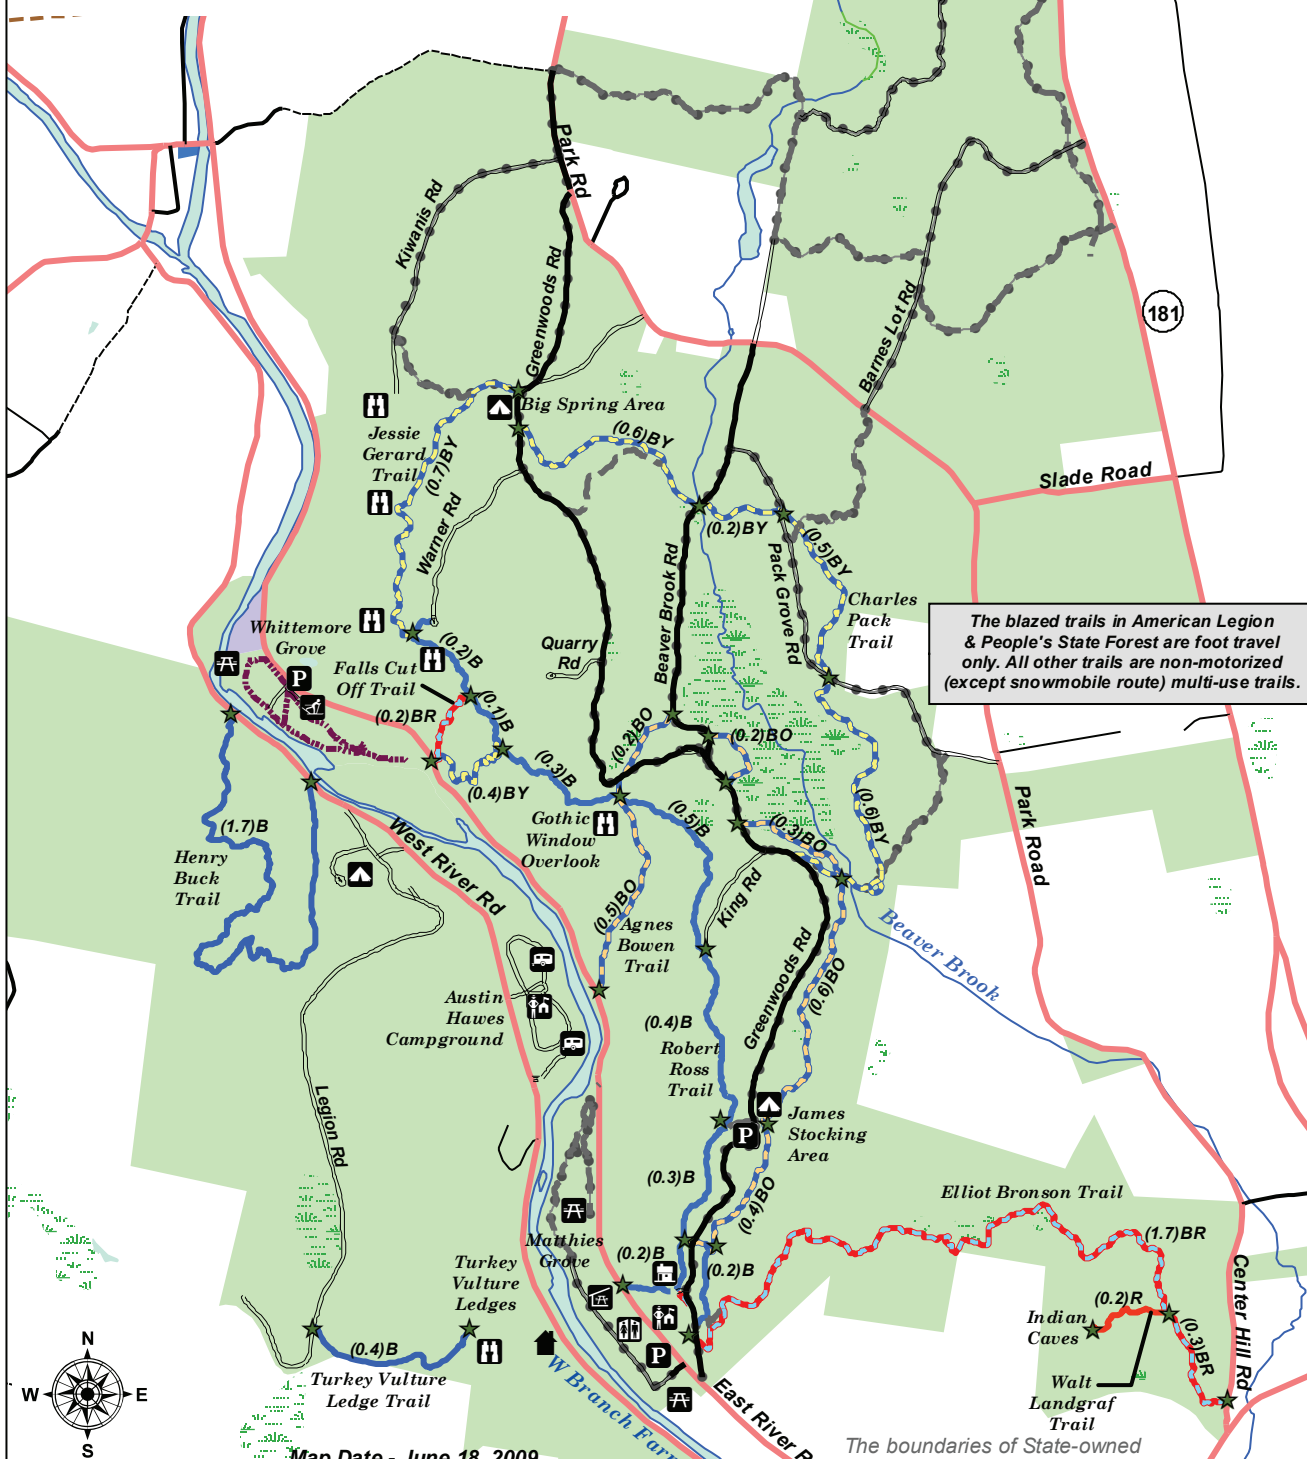 Park Rd
Kiwanis Rd
Greenwoods Rd
181
Barnes Lot Rd
Big Spring Area
Jessie
Gerard
Trail
(0.7)BY
(0.6)BY
Slade Road
Warner Rd
(0.2)BY
(0.5)BY
Beaver Brook Rd
Pack Grove Rd
Charles
Pack
Trail
The blazed trails in American Legion
& People's State Forest are foot travel
only. All other trails are non-motorized
(except snowmobile route) multi-use trails.
Whittemore
Grove
(0.2)B
Quarry
Rd
P
Falls Cut
Off Trail
(0.1)B
(0.2)BR
(0.2)BO
(0.2)BO
(0.3)B
(0.4)BY
(0.5)B
(0.3)BO
(0.6)BY
Park Road
Gothic
Window
Overlook
West River Rd
(1.7)B
Henry
Buck
Trail
King Rd
(0.5)BO
Agnes
Bowen
Trail
Beaver Brook
Greenwoods Rd
(0.6)BO
Austin
Hawes
Campground
(0.4)B
Robert
Ross
Trail
Legion Rd
James
Stocking
Area
P
(0.3)B
(0.4)BO
Elliot Bronson Trail
(1.7)BR
Matthies
Grove
(0.2)B
(0.2)B
Turkey
Vulture
Ledges
Center Hill Rd
(0.2)R
Indian
Caves
(0.3)BR
N
W
E
S
(0.4)B
P
Turkey Vulture
Ledge Trail
Walt
Landgraf
Trail
W Branch Farm
East River R
The boundaries of State-owned
Map Date - June 18, 2009